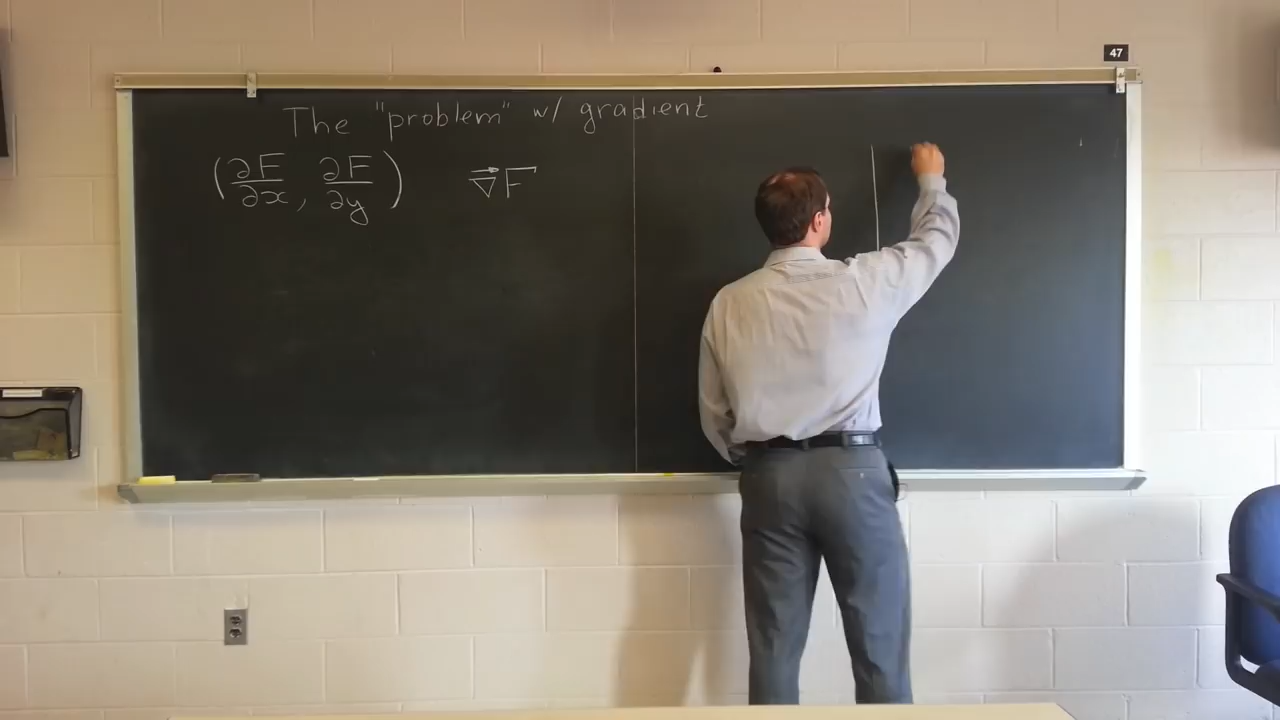 47
The "problem" w/ gradient
(∂F/∂x, ∂F/∂y) ∇⃗F